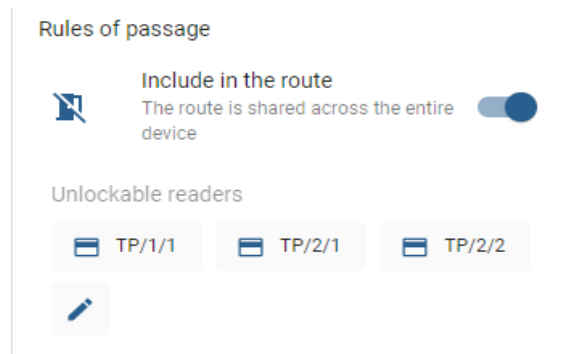 Rules of passage
Include in the route
The route is shared across the entire
device
Unlockable readers
TP/1/1 TP/2/1 TP/2/2